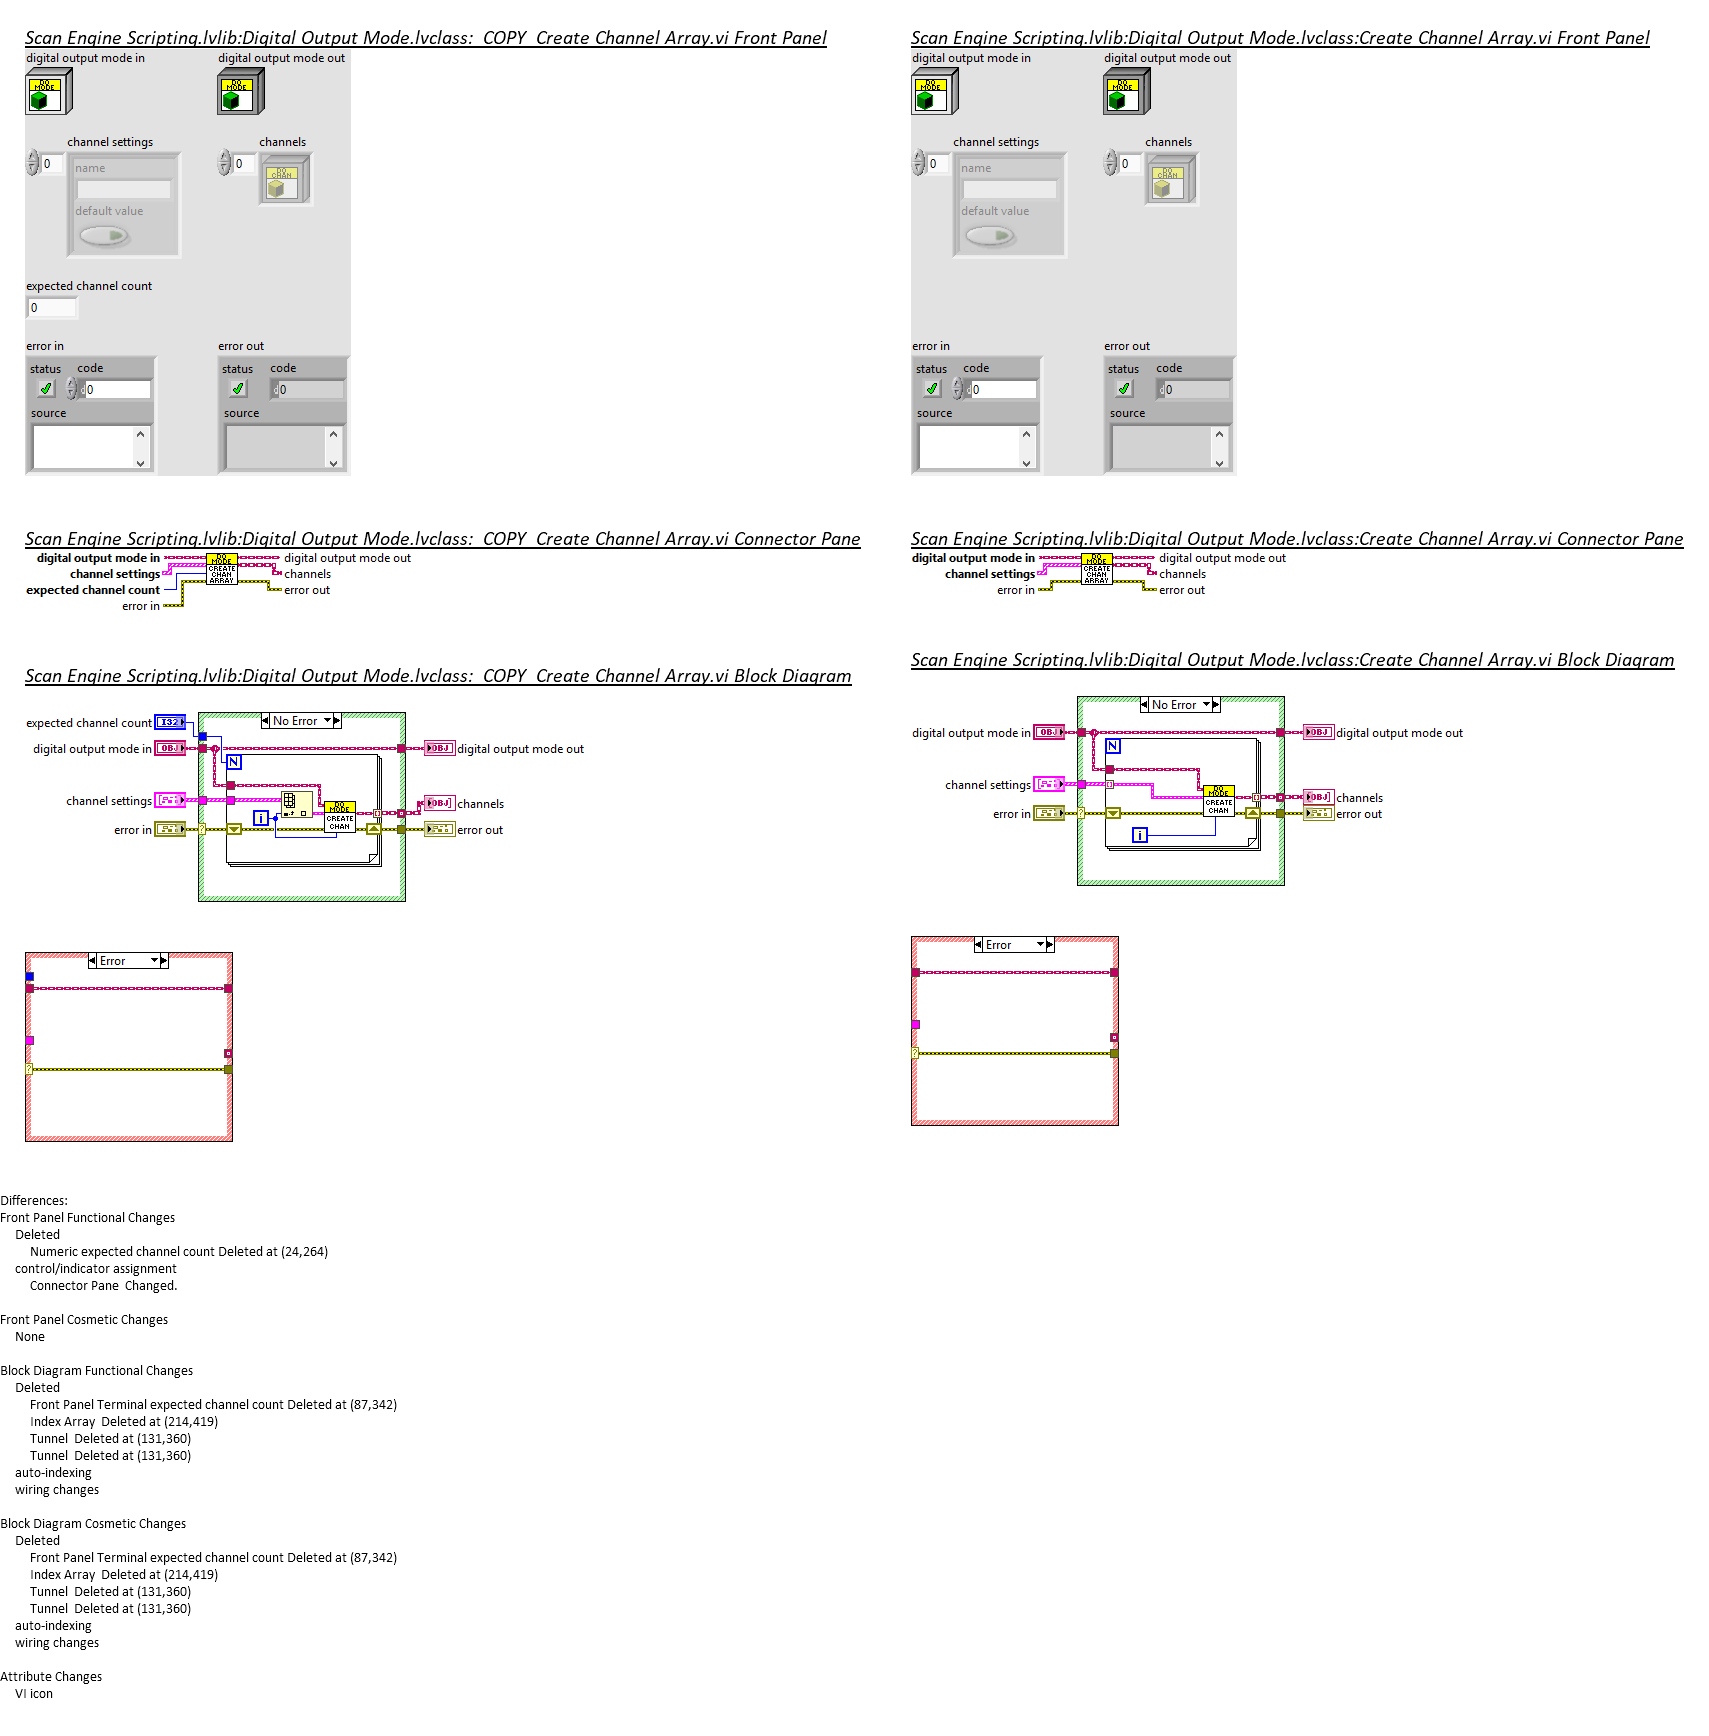 Scan Engine Scripting.lvlib:Digital Output Mode.lvclass:  COPY  Create Channel Array.vi Front Panel
digital output mode in
digital output mode out
DO
MODE
DO
MODE
channel settings
channels
0
0
name
DO
CHAN
default value
expected channel count
0
error in
error out
status
code
status
code
0
0
source
source
Scan Engine Scripting.lvlib:Digital Output Mode.lvclass:Create Channel Array.vi Front Panel
digital output mode in
digital output mode out
DO
MODE
DO
MODE
channel settings
channels
0
0
name
DO
CHAN
default value
error in
error out
status
code
status
code
0
0
source
source
Scan Engine Scripting.lvlib:Digital Output Mode.lvclass:  COPY  Create Channel Array.vi Connector Pane
digital output mode in
channel settings
expected channel count
error in
DO
MODE
CREATE
CHAN
ARRAY
digital output mode out
channels
error out
Scan Engine Scripting.lvlib:Digital Output Mode.lvclass:Create Channel Array.vi Connector Pane
digital output mode in
channel settings
error in
DO
MODE
CREATE
CHAN
ARRAY
digital output mode out
channels
error out
Scan Engine Scripting.lvlib:Digital Output Mode.lvclass:  COPY  Create Channel Array.vi Block Diagram
No Error
expected channel count
I32
digital output mode in
OBJ
OBJ
digital output mode out
N
channel settings
DO
MODE
CREATE
CHAN
i
OBJ
channels
error in
error out
Error
Scan Engine Scripting.lvlib:Digital Output Mode.lvclass:Create Channel Array.vi Block Diagram
No Error
digital output mode in
OBJ
OBJ
digital output mode out
N
channel settings
DO
MODE
CREATE
CHAN
OBJ
channels
error in
error out
i
Error
Differences:
Front Panel Functional Changes
Deleted
Numeric expected channel count Deleted at (24,264)
control/indicator assignment
Connector Pane  Changed.
Front Panel Cosmetic Changes
None
Block Diagram Functional Changes
Deleted
Front Panel Terminal expected channel count Deleted at (87,342)
Index Array  Deleted at (214,419)
Tunnel  Deleted at (131,360)
Tunnel  Deleted at (131,360)
auto-indexing
wiring changes
Block Diagram Cosmetic Changes
Deleted
Front Panel Terminal expected channel count Deleted at (87,342)
Index Array  Deleted at (214,419)
Tunnel  Deleted at (131,360)
Tunnel  Deleted at (131,360)
auto-indexing
wiring changes
Attribute Changes
VI icon